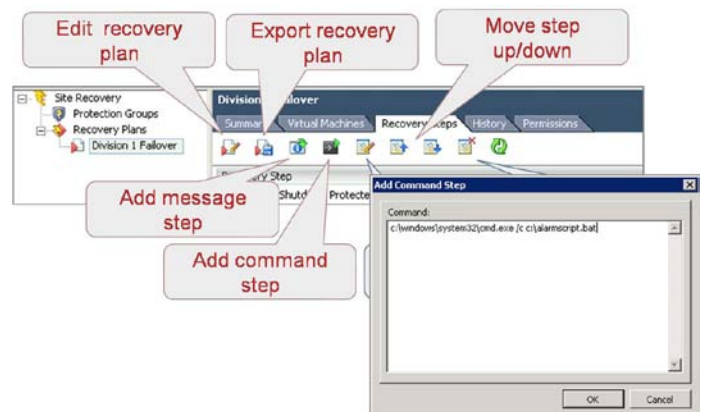 Edit recovery
plan
Export recovery
plan
Move step
up/down
Site Recovery
Protection Groups
Recovery Plans
Division 1 Failover
Division
Virtual Machines
Recovery
History
Permissions
Step
Add message
step
Add command
step
Add Command Step
Command:
c:\windows\system32\cmd.exe /c c:\alarmscript.bat
OK
Cancel